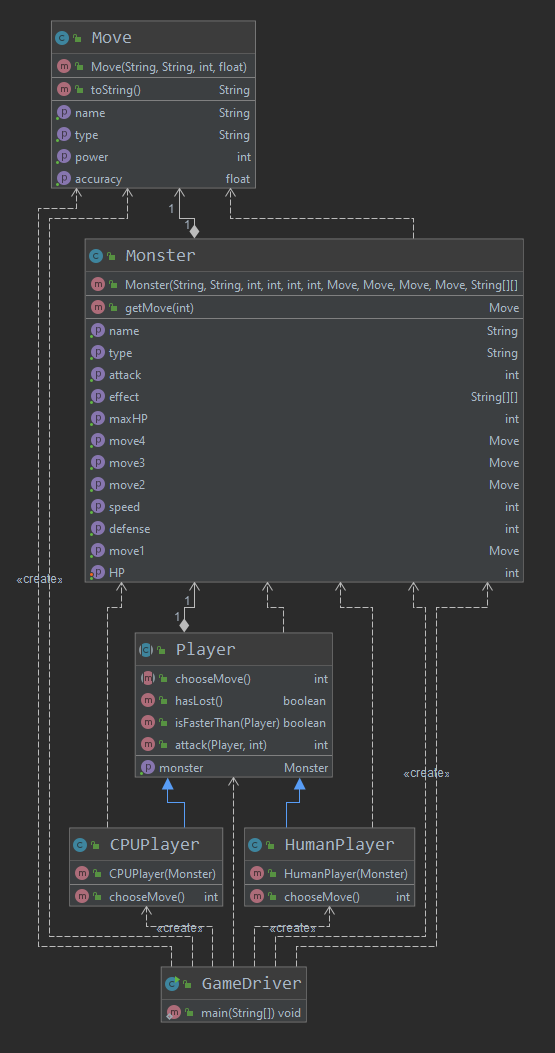 Move
Move(String, String, int, float)
toString() String
name String
type String
power int
accuracy float
1
1
Monster
Monster(String, String, int, int, int, int, Move, Move, Move, Move, String[][]
getMove(int) Move
name String
type String
attack int
effect String[][]
maxHP int
move4 Move
move3 Move
move2 Move
speed int
defense int
move1 Move
HP int
«create»
1
1
Player
chooseMove() int
hasLost() boolean
isFasterThan(Player) boolean
attack(Player, int) int
monster Monster
«create»
CPUPlayer
CPUPlayer(Monster)
chooseMove() int
HumanPlayer
HumanPlayer(Monster)
chooseMove() int
«create» «create»
GameDriver
main(String[]) void